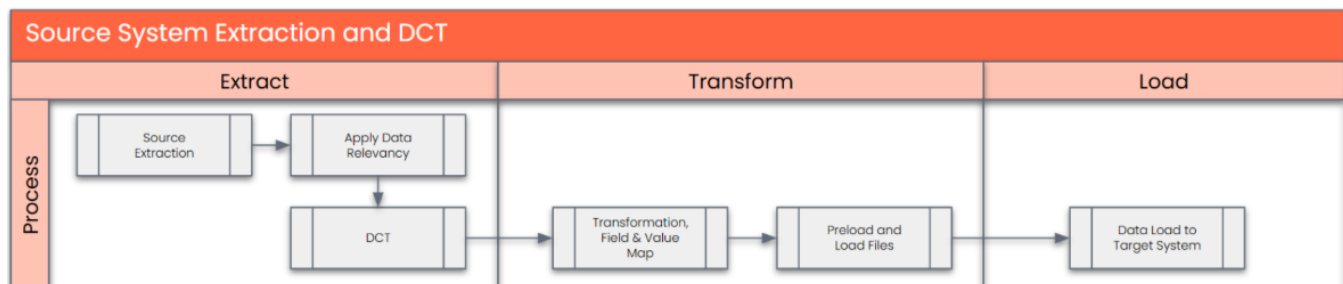 Source System Extraction and DCT
Extract
Transform
Load
Process
Source
Extraction
Apply Data
Relevancy
DCT
Transformation,
Field & Value
Map
Preload and
Load Files
Data Load to
Target System